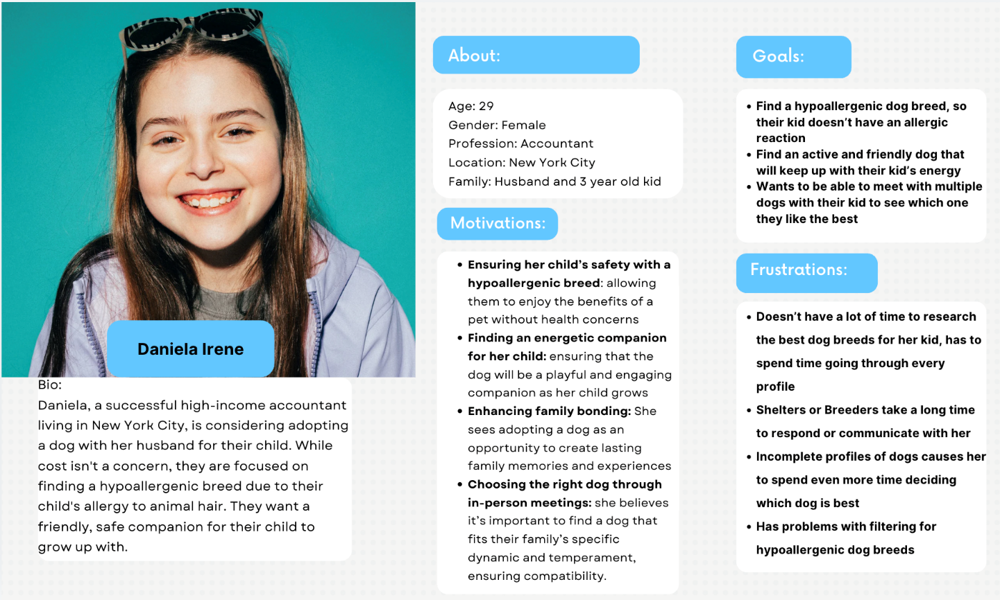 Daniela Irene
Bio:
Daniela, a successful high-income accountant
living in New York City, is considering adopting
a dog with her husband for their child. While
cost isn't a concern, they are focused on
finding a hypoallergenic breed due to their
child's allergy to animal hair. They want a
friendly, safe companion for their child to
grow up with.
About:
Age: 29
Gender: Female
Profession: Accountant
Location: New York City
Family: Husband and 3 year old kid
Motivations:
• Ensuring her child’s safety with a
hypoallergenic breed: allowing
them to enjoy the benefits of a
pet without health concerns
• Finding an energetic companion
for her child: ensuring that the
dog will be a playful and engaging
companion as her child grows
• Enhancing family bonding: She
sees adopting a dog as an
opportunity to create lasting
family memories and experiences
• Choosing the right dog through
in-person meetings: she believes
it’s important to find a dog that
fits their family’s specific
dynamic and temperament,
ensuring compatibility.
Goals:
• Find a hypoallergenic dog breed, so
their kid doesn’t have an allergic
reaction
• Find an active and friendly dog that
will keep up with their kid’s energy
• Wants to be able to meet with multiple
dogs with their kid to see which one
they like the best
Frustrations:
• Doesn’t have a lot of time to research
the best dog breeds for her kid, has to
spend time going through every
profile
• Shelters or Breeders take a long time
to respond or communicate with her
• Incomplete profiles of dogs causes her
to spend even more time deciding
which dog is best
• Has problems with filtering for
hypoallergenic dog breeds